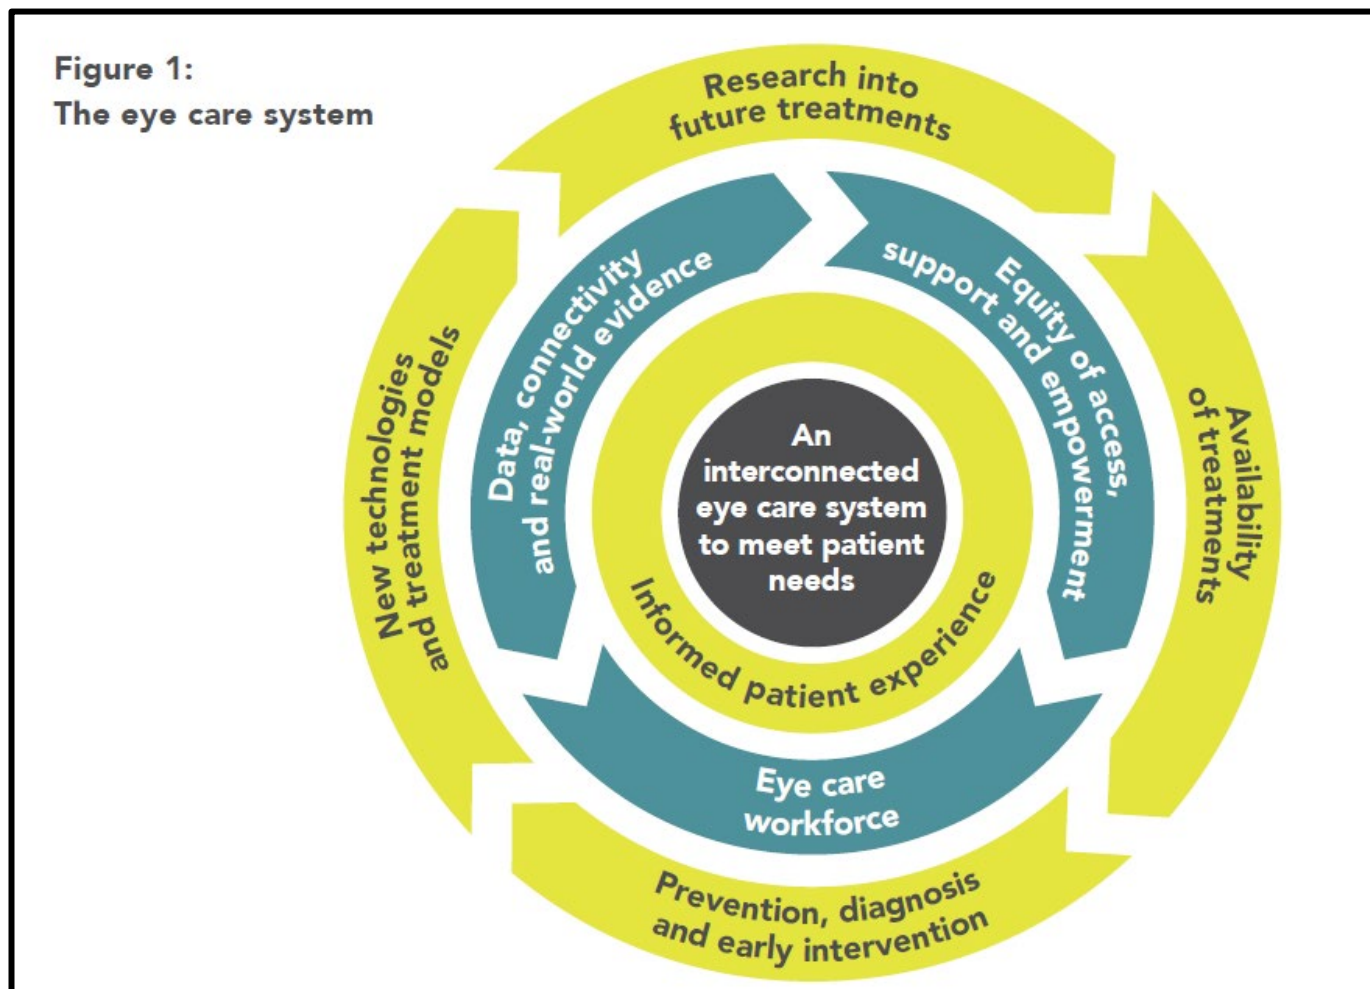 Figure 1:
The eye care system
Research into
future treatments
Equity of access,
support and empowerment
Availability
of treatments
Data, connectivity
and real-world evidence
New technologies
and treatment models
An
interconnected
eye care system
to meet patient
needs
Informed patient experience
Eye care
workforce
Prevention, diagnosis
and early intervention